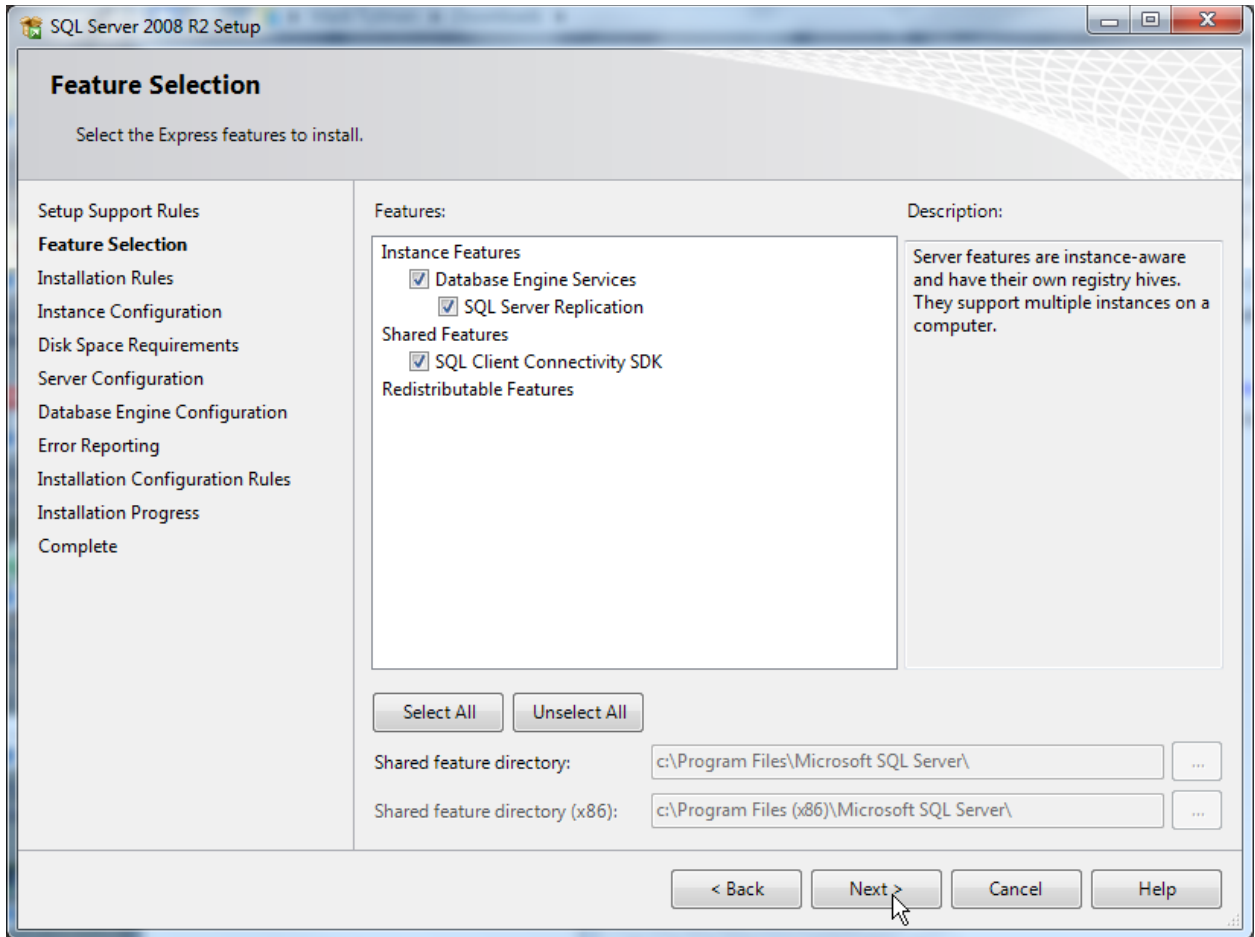 SQL Server 2008 R2 Setup
Feature Selection
Select the Express features to install.
Setup Support Rules
Feature Selection
Installation Rules
Instance Configuration
Disk Space Requirements
Server Configuration
Database Engine Configuration
Error Reporting
Installation Configuration Rules
Installation Progress
Complete
Features:
Instance Features
Database Engine Services
SQL Server Replication
Shared Features
SQL Client Connectivity SDK
Redistributable Features
Description:
Server features are instance-aware
and have their own registry hives.
They support multiple instances on a
computer.
Select All
Unselect All
Shared feature directory:
c:\Program Files\Microsoft SQL Server\
...
Shared feature directory (x86):
c:\Program Files (x86)\Microsoft SQL Server\
...
< Back
Next >
Cancel
Help